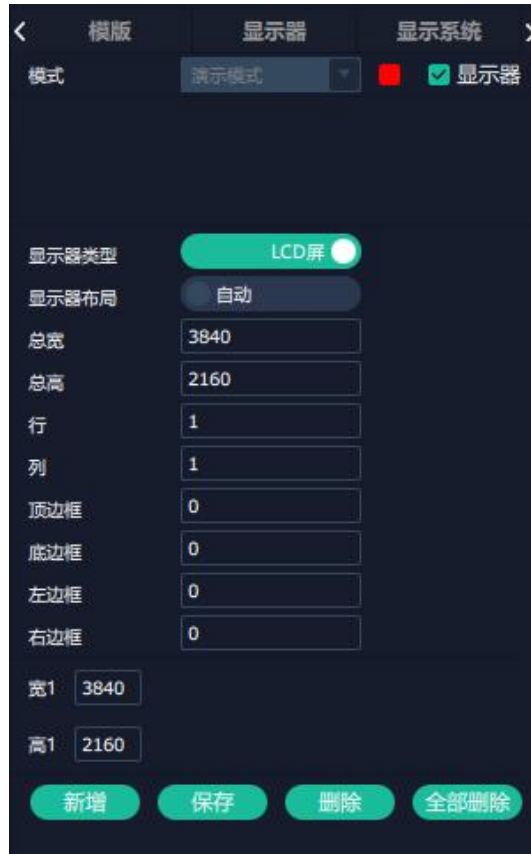 模版 显示器 显示系统
模式 演示模式 显示器
显示器类型 LCD屏
显示器布局 自动
总宽 3840
总高 2160
行 1
列 1
顶边框 0
底边框 0
左边框 0
右边框 0
宽1 3840
高1 2160
新增 保存 删除 全部删除